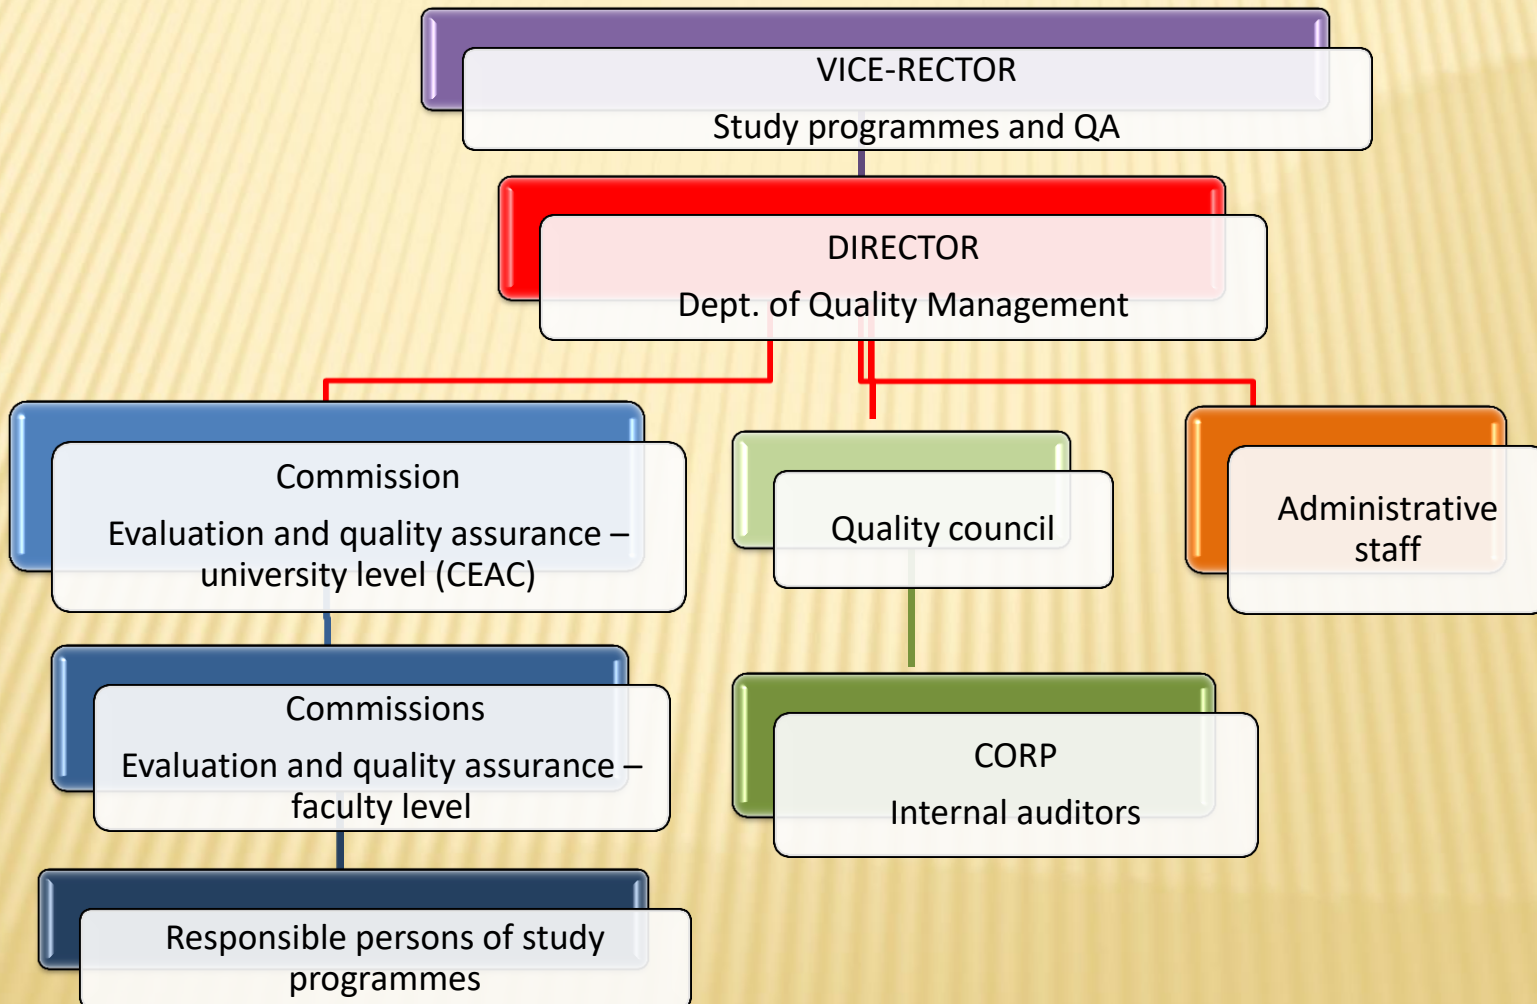 VICE-RECTOR
Study programmes and QA
DIRECTOR
Dept. of Quality Management
Commission
Evaluation and quality assurance –
university level (CEAC)
Quality council
Administrative
staff
Commissions
Evaluation and quality assurance –
faculty level
CORP
Internal auditors
Responsible persons of study
programmes